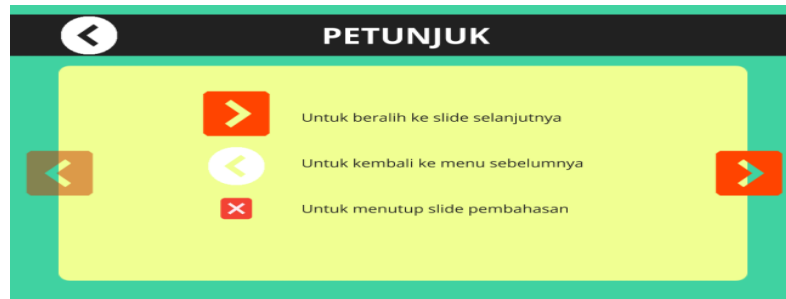 PETUNJUK
Untuk beralih ke slide selanjutnya
Untuk kembali ke menu sebelumnya
Untuk menutup slide pembahasan